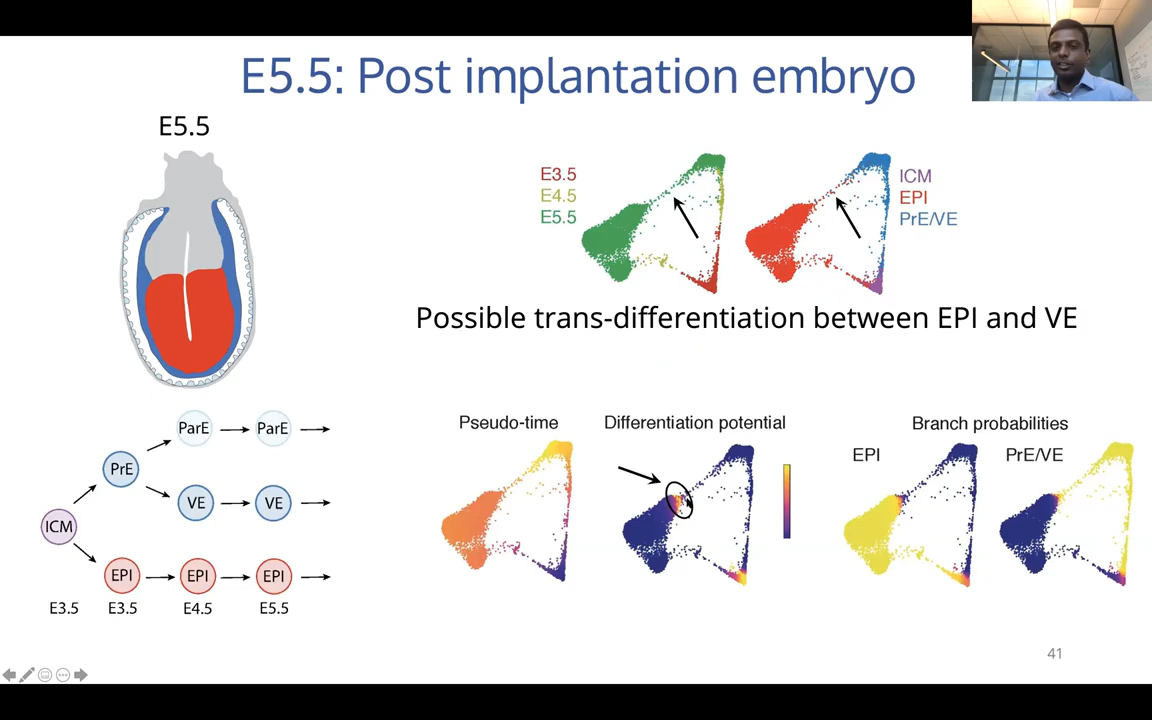 E5.5: Post implantation embryo
E5.5
E3.5
E4.5
E5.5
ICM
EPI
PrE/VE
Possible trans-differentiation between EPI and VE
Pseudo-time
Differentiation potential
Branch probabilities
EPI
PrE/VE
ParE
ParE
PrE
VE
VE
ICM
EPI
EPI
EPI
E3.5
E3.5
E4.5
E5.5
41